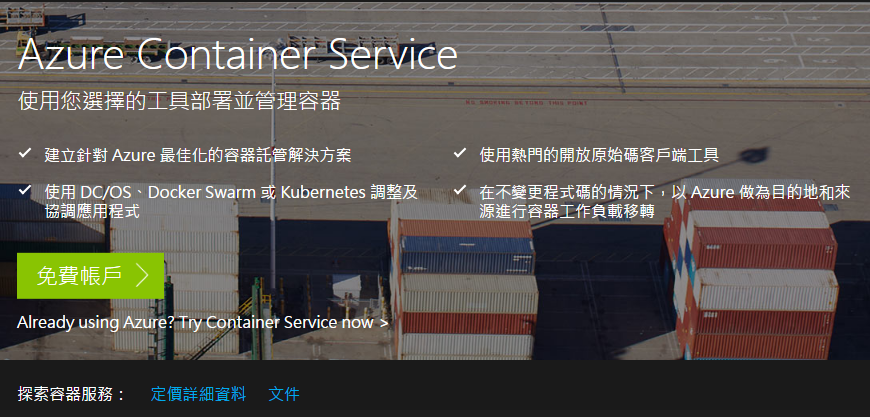 Azure Container Service
使用您選擇的工具部署並管理容器
建立針對 Azure 最佳化的容器託管解決方案
使用熱門的開放原始碼客戶端工具
使用 DC/OS、Docker Swarm 或 Kubernetes 調整及
協調應用程式
在不變更程式碼的情況下，以 Azure 做為目的地和來
源進行容器工作負載移轉
免費帳戶
Already using Azure? Try Container Service now >
探索容器服務： 定價詳細資料 文件